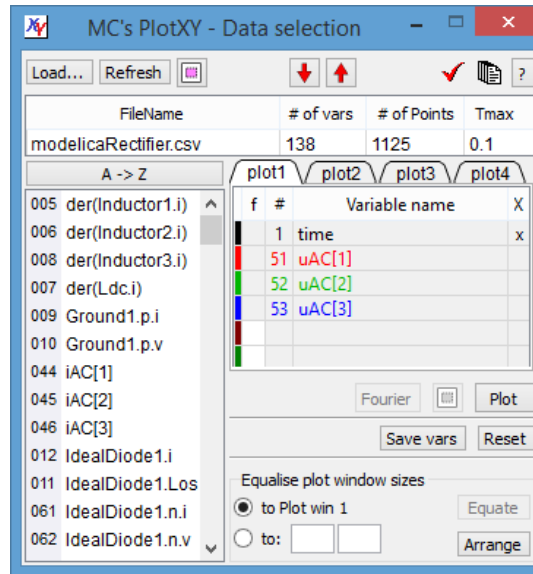 XY MC's PlotXY - Data selection
Load... Refresh ?
FileName # of vars # of Points Tmax
modelicaRectifier.csv 138 1125 0.1
A -> Z plot1 plot2 plot3 plot4
f # Variable name X
1 time x
51 uAC[1]
52 uAC[2]
53 uAC[3]
005 der(Inductor1.i)
006 der(Inductor2.i)
008 der(Inductor3.i)
007 der(Ldc.i)
009 Ground1.p.i
010 Ground1.p.v
044 iAC[1]
045 iAC[2]
046 iAC[3]
012 IdealDiode1.i
011 IdealDiode1.Los
061 IdealDiode1.n.i
062 IdealDiode1.n.v
Fourier Plot
Save vars Reset
Equalise plot window sizes
to Plot win 1 Equate
to: Arrange